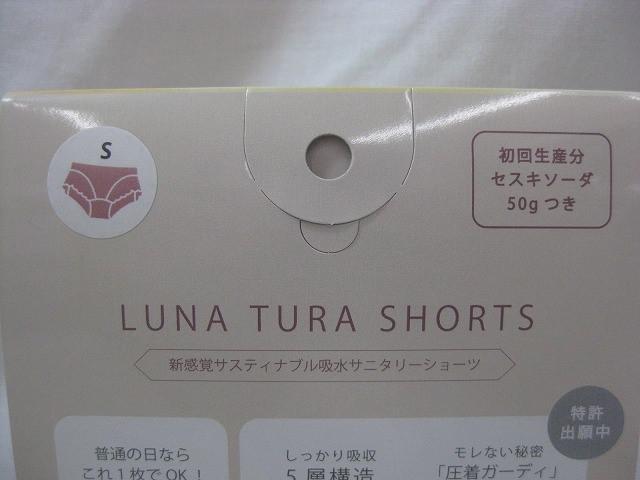 S
初回生産分
セスキソーダ
50gつき
LUNA TURA SHORTS
新感覚サスティナブル吸水サニタリーショーツ
特許
出願中
普通の日なら
これ1枚でOK！
しっかり吸収
5層構造
モレない秘密
「圧着ガーディ」